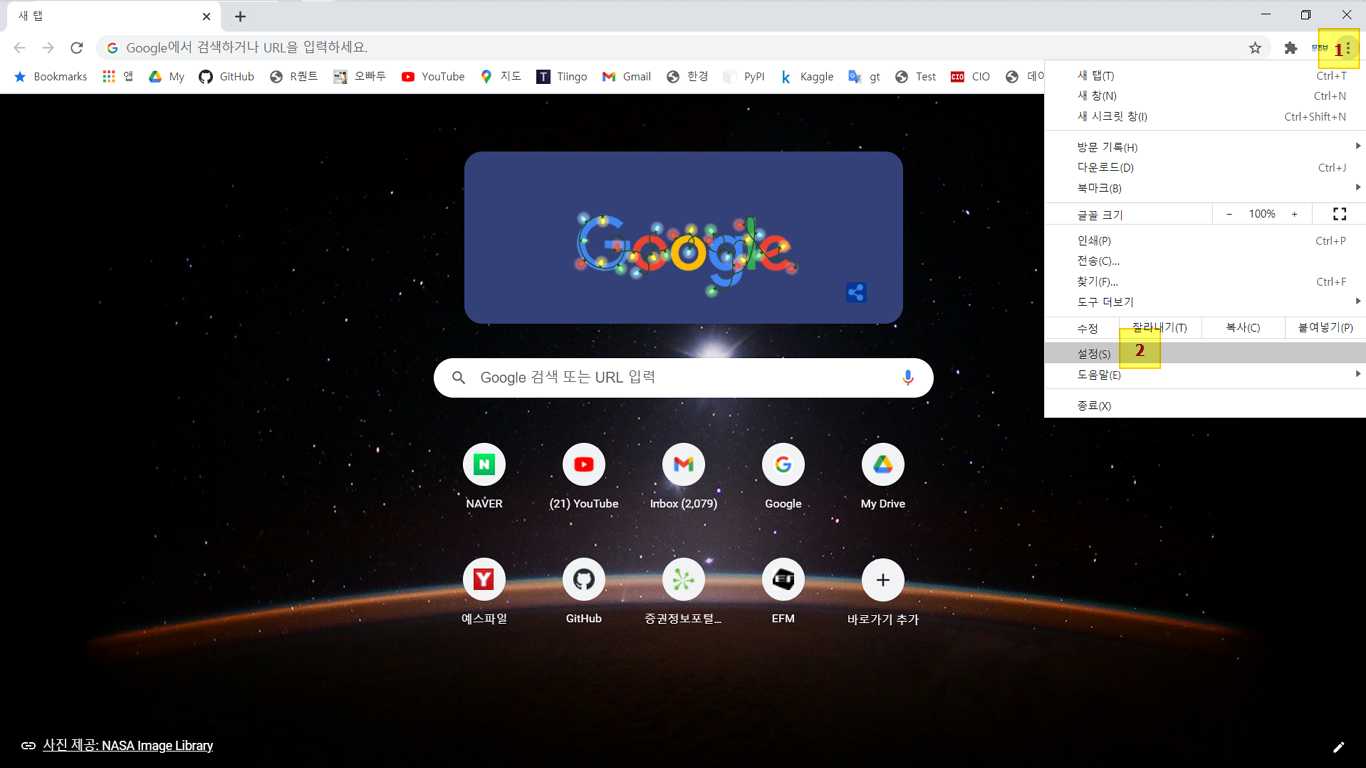 새 탭
Google에서 검색하거나 URL을 입력하세요.
1
Bookmarks 앱 My GitHub R퀀트 오빠두 YouTube 지도 Tiingo Gmail 한경 PyPI Kaggle gt Test CIO 데이
새 탭(T) Ctrl+T
새 창(N) Ctrl+N
새 시크릿 창(I) Ctrl+Shift+N
방문 기록(H)
다운로드(D) Ctrl+J
북마크(B)
글꼴 크기 - 100% +
인쇄(P) Ctrl+P
전송(C)...
찾기(F)... Ctrl+F
도구 더보기
수정 잘라내기(T) 복사(C) 붙여넣기(P)
설정(S) 2
도움말(E)
종료(X)
Google
Google 검색 또는 URL 입력
NAVER (21) YouTube Inbox (2,079) Google My Drive
예스파일 GitHub 증권정보포털... EFM 바로가기 추가
사진 제공: NASA Image Library